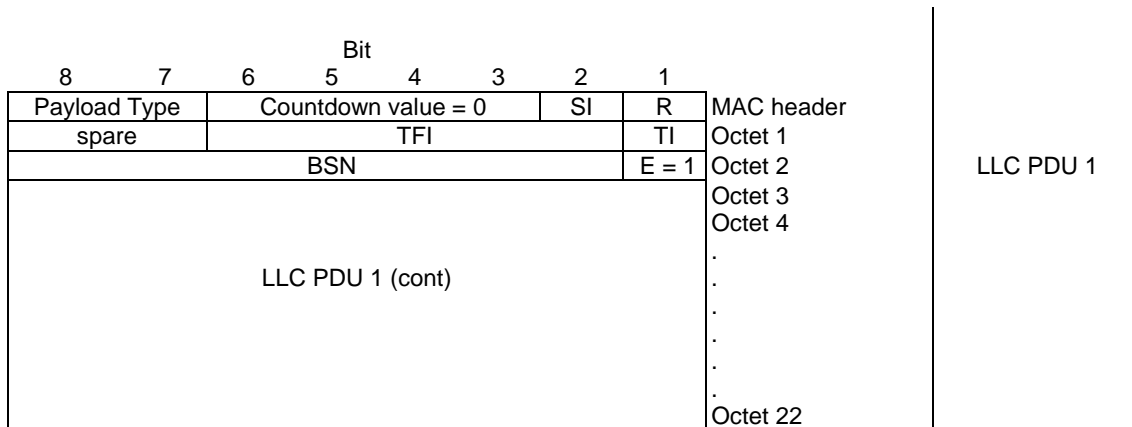 Bit
8 7 6 5 4 3 2 1
Payload Type Countdown value = 0 SI R MAC header
spare TFI TI Octet 1
BSN E = 1 Octet 2 LLC PDU 1
Octet 3
Octet 4
.
LLC PDU 1 (cont) .
.
.
.
.
Octet 22